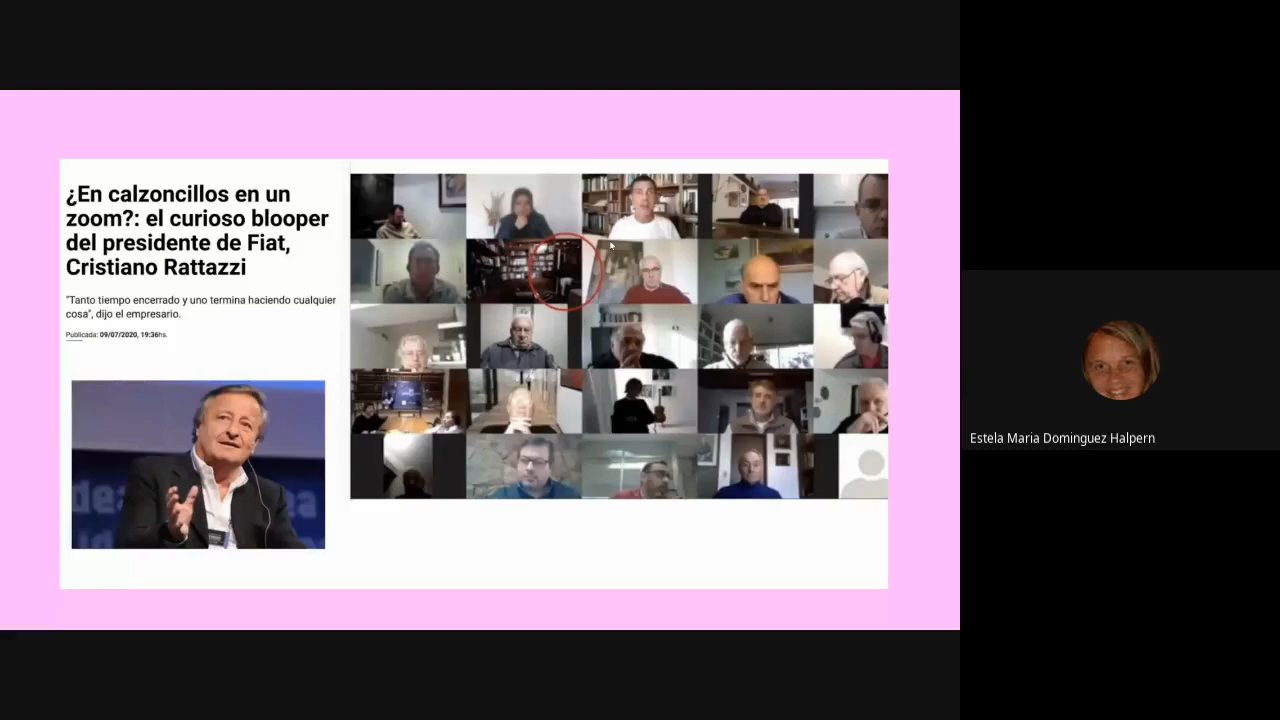 ¿En calzoncillos en un
zoom?: el curioso blooper
del presidente de Fiat,
Cristiano Rattazzi
"Tanto tiempo encerrado y uno termina haciendo cualquier
cosa", dijo el empresario.
Publicada: 09/07/2020, 19:36hs.
Estela Maria Dominguez Halpern